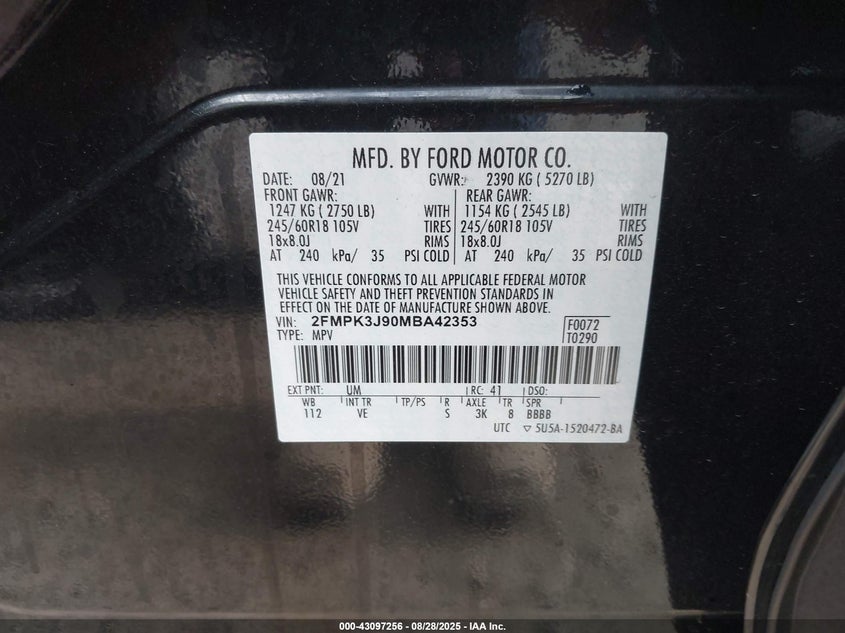 MFD. BY FORD MOTOR CO.
DATE: 08/21 GVWR: 2390 KG ( 5270 LB)
FRONT GAWR: REAR GAWR:
1247 KG ( 2750 LB) WITH 1154 KG ( 2545 LB) WITH
245/60R18 105V TIRES 245/60R18 105V TIRES
18x8.0J RIMS 18x8.0J RIMS
AT 240 kPa/ 35 PSI COLD AT 240 kPa/ 35 PSI COLD
THIS VEHICLE CONFORMS TO ALL APPLICABLE FEDERAL MOTOR
VEHICLE SAFETY AND THEFT PREVENTION STANDARDS IN
EFFECT ON THE DATE OF MANUFACTURE SHOWN ABOVE.
VIN: 2FMPK3J90MBA42353 F0072
TYPE: MPV T0290
EXT PNT: UM RC: 41 DSO:
WB INT TR TP/PS R AXLE TR SPR
112 VE S 3K 8 BBBB
UTC ▽ 5U5A-1520472-BA
000-43097256 - 08/28/2025 - IAA Inc.